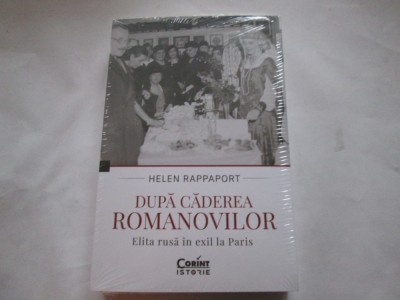 HELEN RAPPAPORT
DUPĂ CĂDEREA
ROMANOVILOR
Elita rusă în exil la Paris
CORINT
ISTORIE